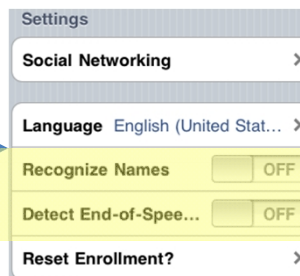 Settings
Social Networking
Language English (United Stat...
Recognize Names OFF
Detect End-of-Spee... OFF
Reset Enrollment?